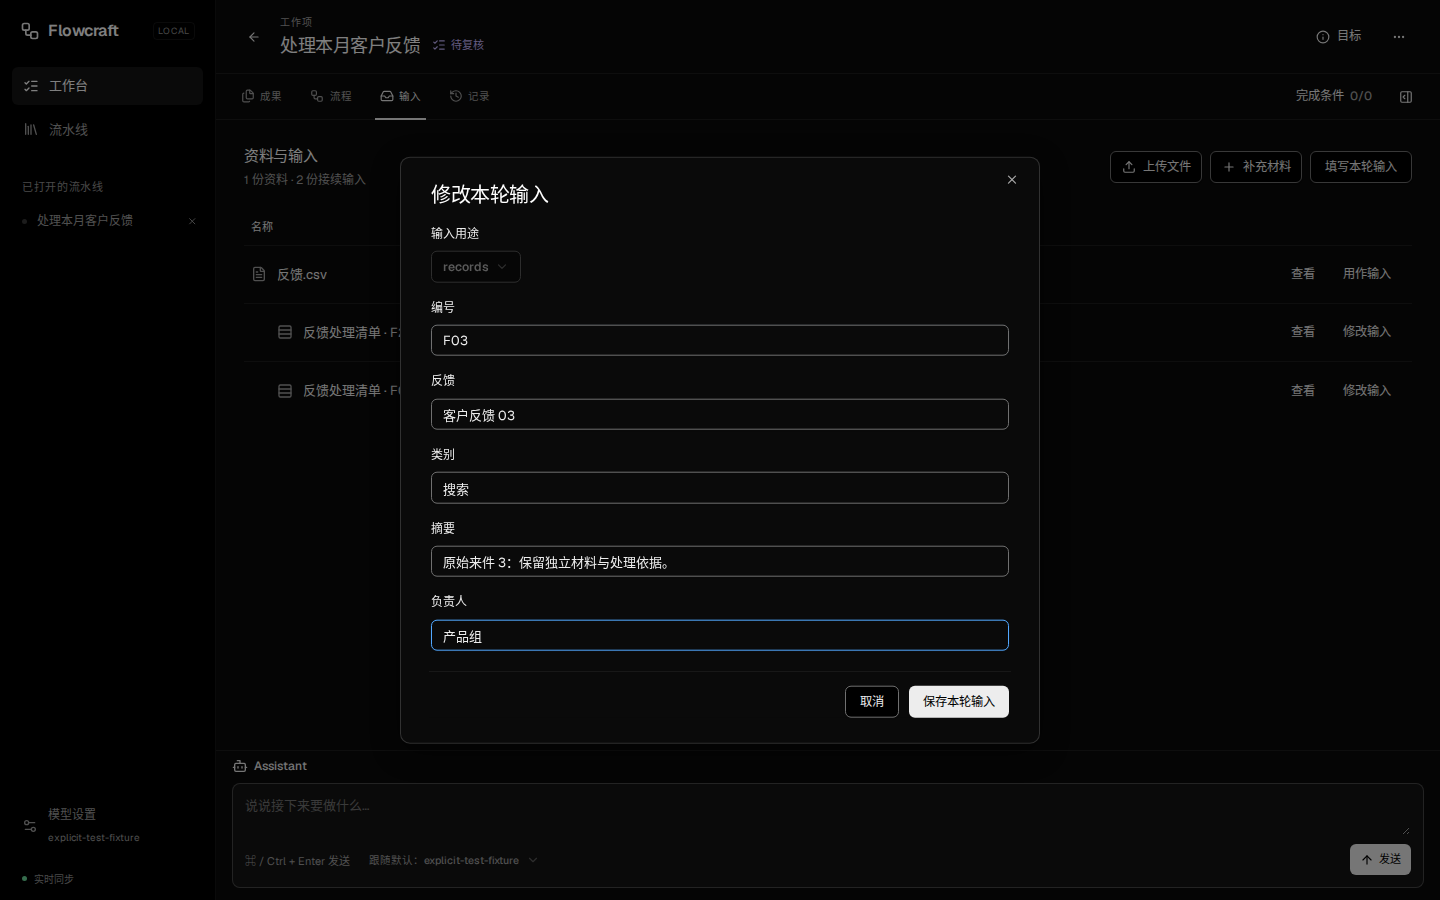 Flowcraft
LOCAL
工作台
流水线
已打开的流水线
处理本月客户反馈
模型设置
explicit-test-fixture
实时同步
工作项
处理本月客户反馈
待复核
目标
成果
流程
输入
记录
完成条件 0/0
资料与输入
1 份资料 · 2 份接续输入
上传文件
补充材料
填写本轮输入
名称
反馈.csv
查看
用作输入
反馈处理清单 · F
查看
修改输入
反馈处理清单 · F
查看
修改输入
修改本轮输入
输入用途
records
编号
F03
反馈
客户反馈 03
类别
搜索
摘要
原始来件 3：保留独立材料与处理依据。
负责人
产品组
取消
保存本轮输入
Assistant
说说接下来要做什么...
⌘ / Ctrl + Enter 发送
跟随默认：explicit-test-fixture
发送